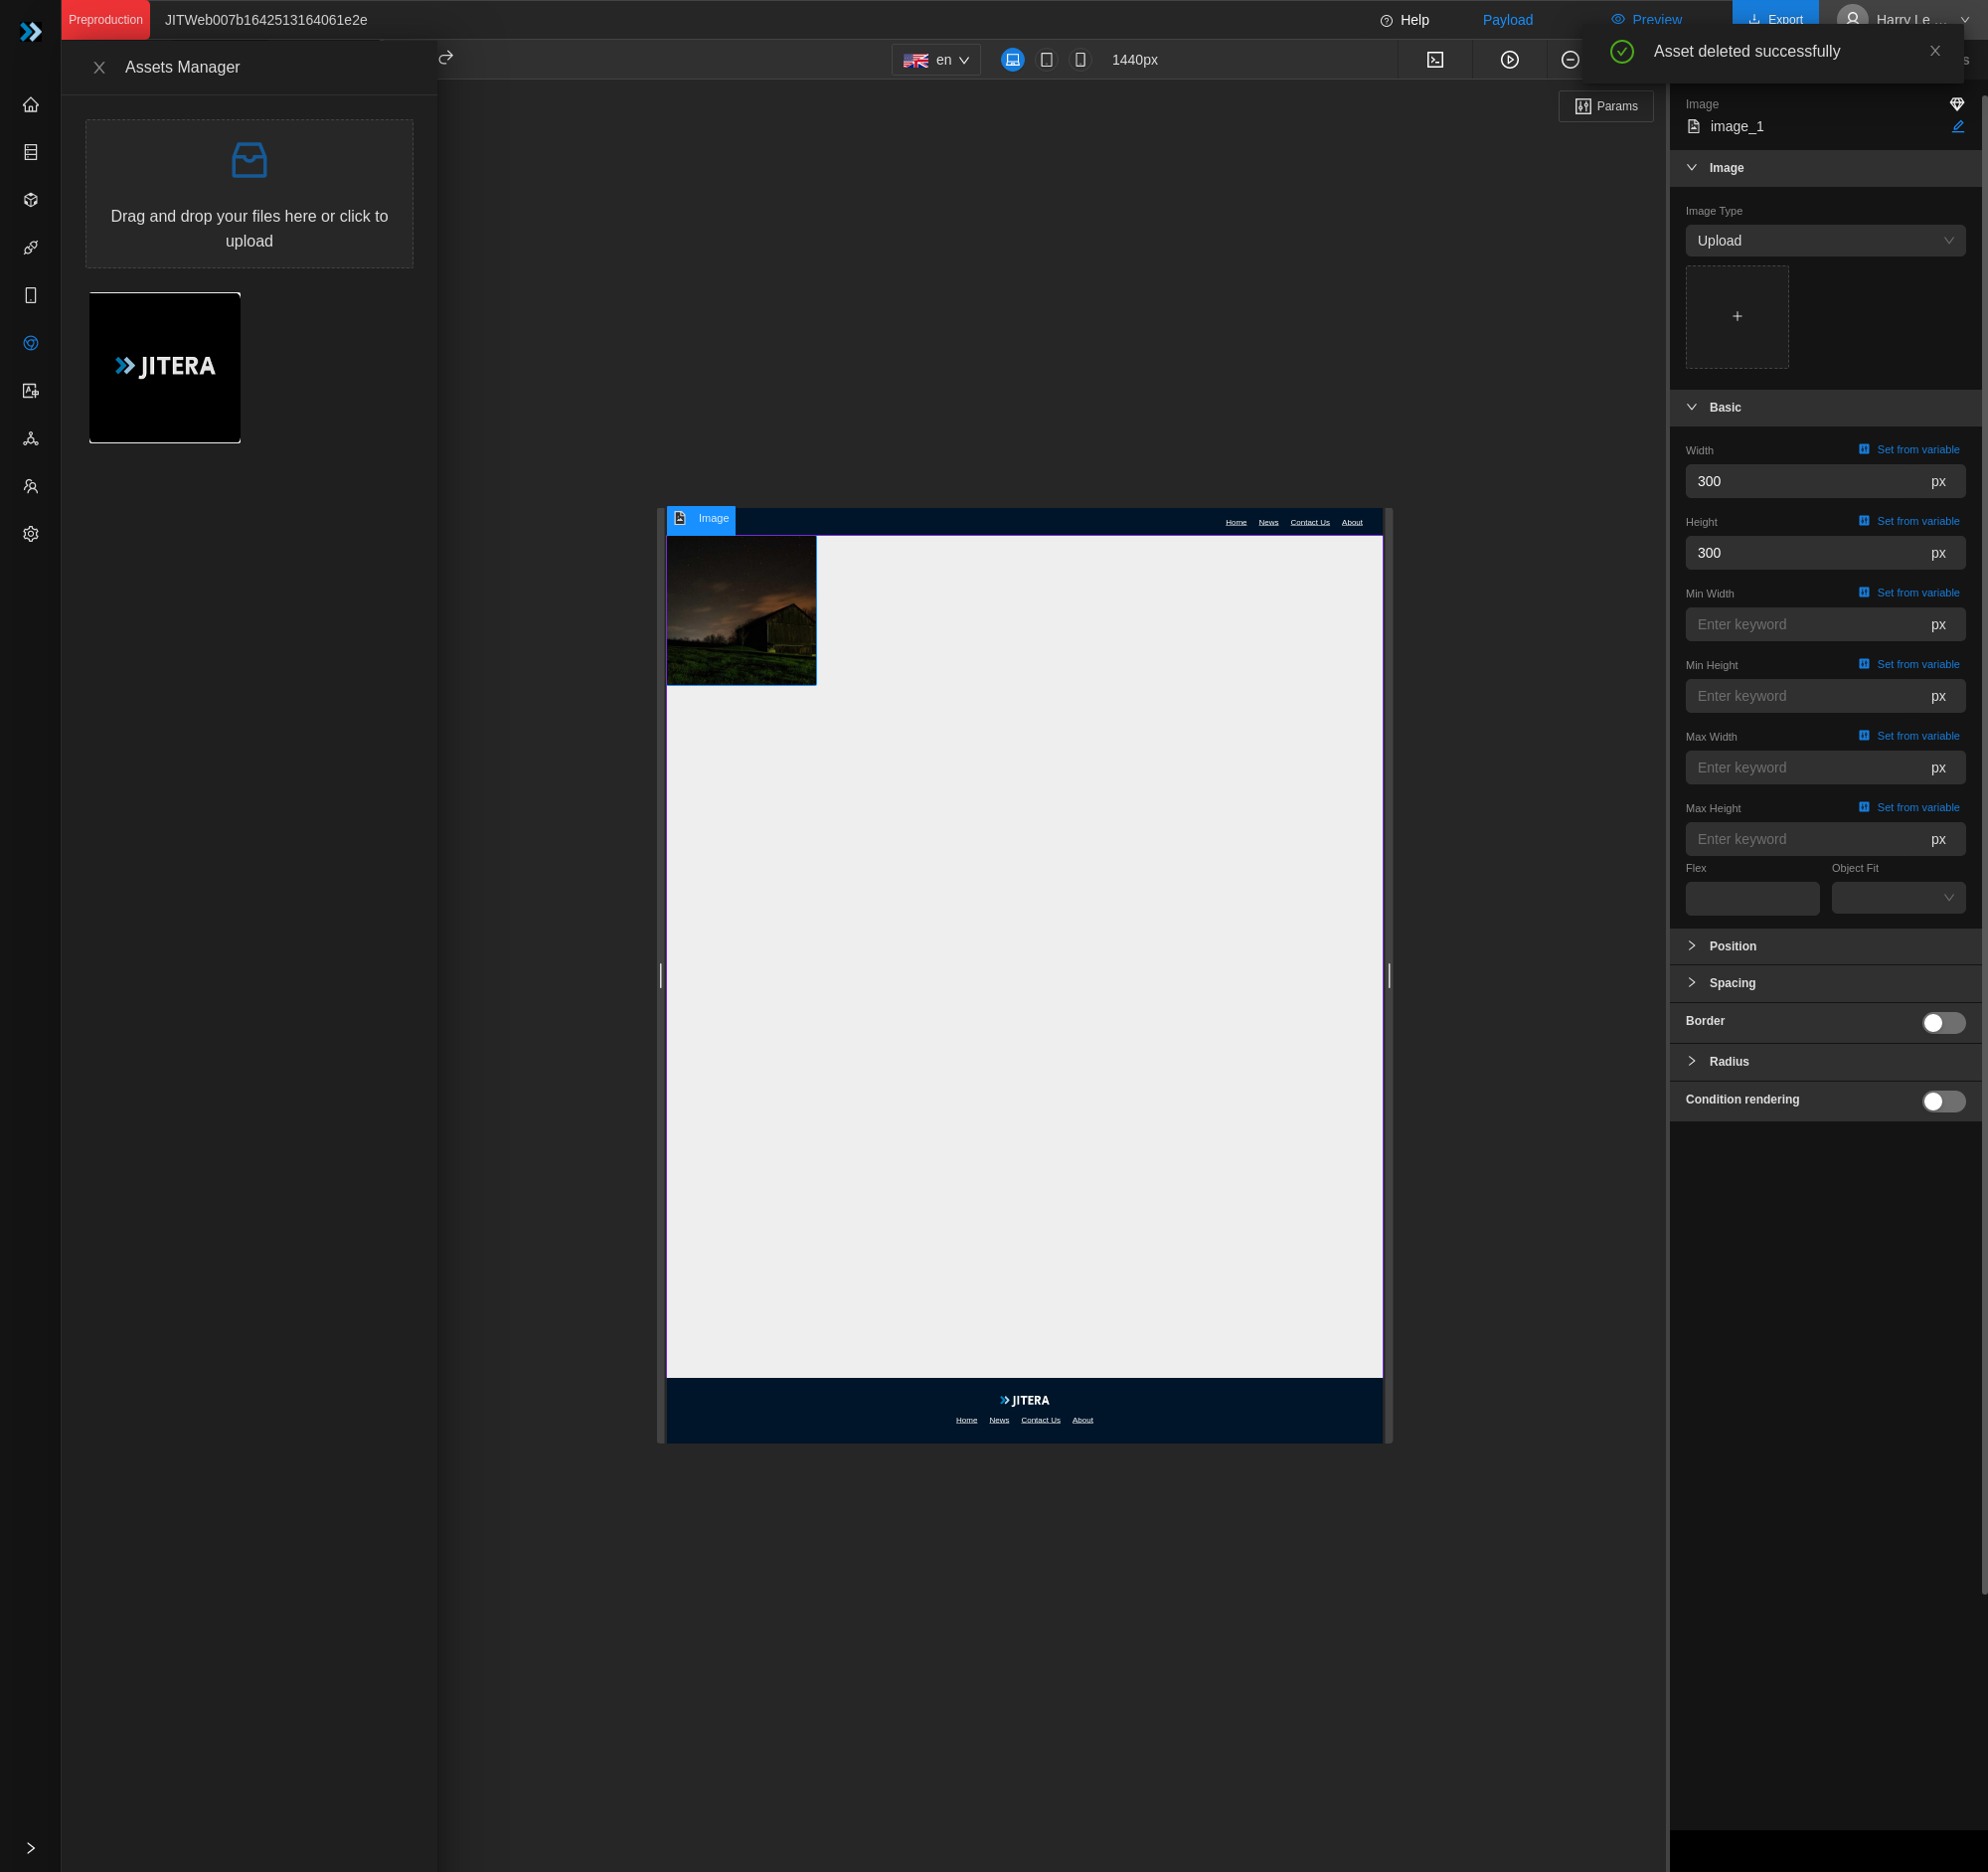 Preproduction
JITWeb007b1642513164061e2e
Help
Payload
Preview
Export
Harry Le ...
Asset deleted successfully
Assets Manager
en
1440px
Params
Drag and drop your files here or click to
upload
JITERA
Image
image_1
Image
Image Type
Upload
Basic
Width
Set from variable
300
px
Height
Set from variable
300
px
Min Width
Set from variable
Enter keyword
px
Min Height
Set from variable
Enter keyword
px
Max Width
Set from variable
Enter keyword
px
Max Height
Set from variable
Enter keyword
px
Flex
Object Fit
Position
Spacing
Border
Radius
Condition rendering
Image
Home
News
Contact Us
About
JITERA
Home
News
Contact Us
About